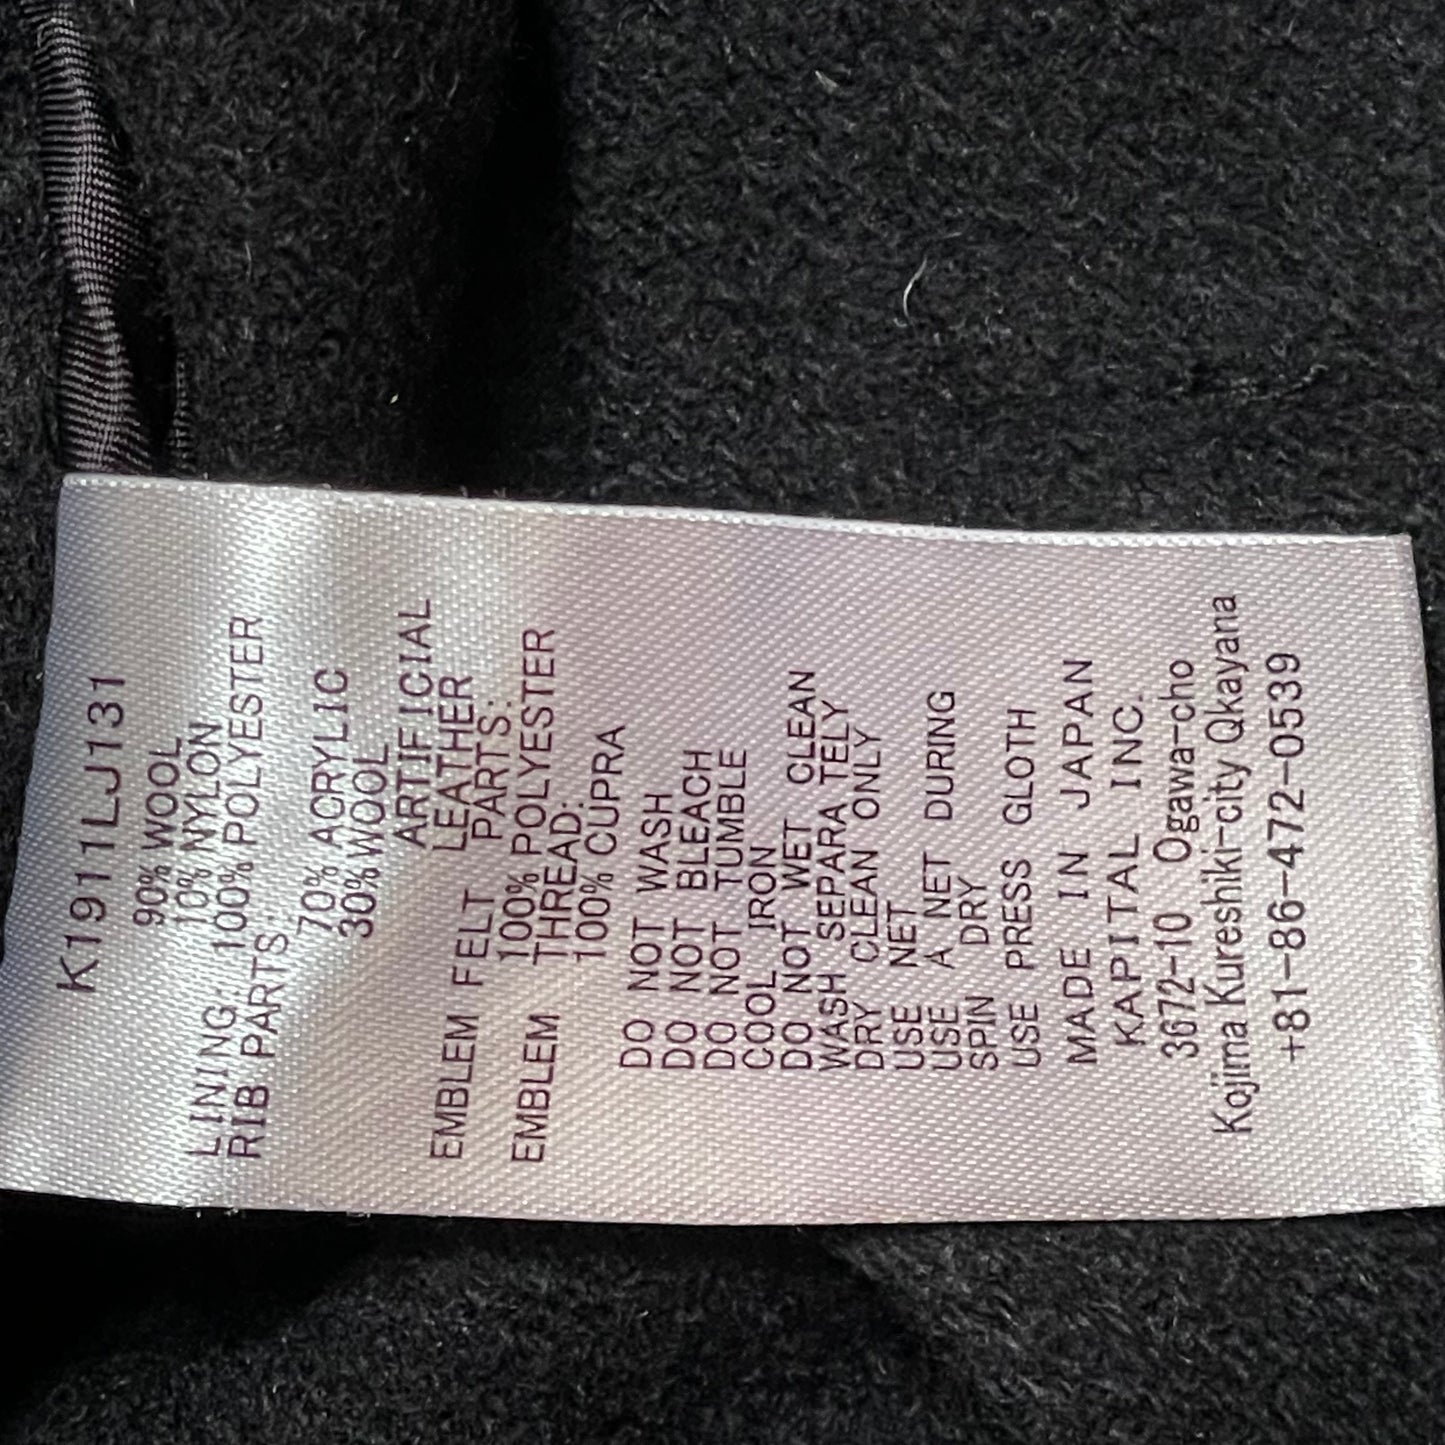 K1911LJ131
90% WOOL
10% NYLON
LINING: 100% POLYESTER
RIB PARTS:
70% ACRYLIC
30% WOOL
ARTIFICIAL
LEATHER
EMBLEM FELT PARTS:
100% POLYESTER
EMBLEM THREAD:
100% CUPRA
DO NOT WASH
DO NOT BLEACH
DO NOT TUMBLE
COOL IRON
DO NOT WET CLEAN
WASH SEPARA TELY
DRY CLEAN ONLY
USE NET
USE A NET DURING
SPIN DRY
USE PRESS GLOTH
MADE IN JAPAN
KAPITAL INC.
3672-10 Ogawa-cho
Kojima Kureshiki-city Qkayana
+81-86-472-0539